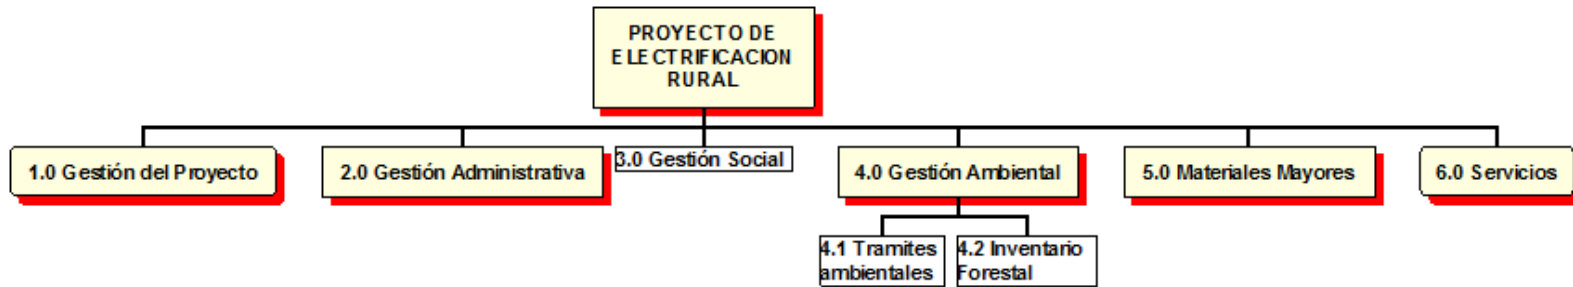 PROYECTO DE
ELECTRIFICACION
RURAL
1.0 Gestión del Proyecto
2.0 Gestión Administrativa
3.0 Gestión Social
4.0 Gestión Ambiental
5.0 Materiales Mayores
6.0 Servicios
4.1 Tramites
ambientales
4.2 Inventario
Forestal